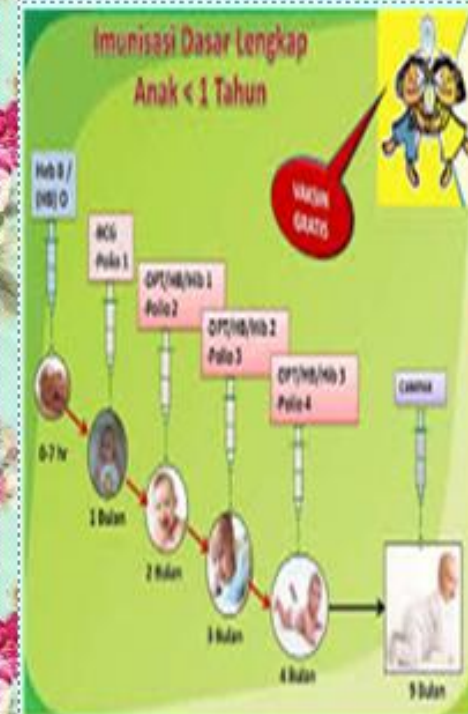 Imunisasi Dasar Lengkap
Anak < 1 Tahun
VAKSIN
GRATIS
Heb B /
(HB) O
BCG
Polio 1
DPT/HB/Hib 1
Polio 2
DPT/HB/Hib 2
Polio 3
DPT/HB/Hib 3
Polio 4
CAMPAK
0-7 hr
1 Bulan
2 Bulan
3 Bulan
4 Bulan
9 Bulan